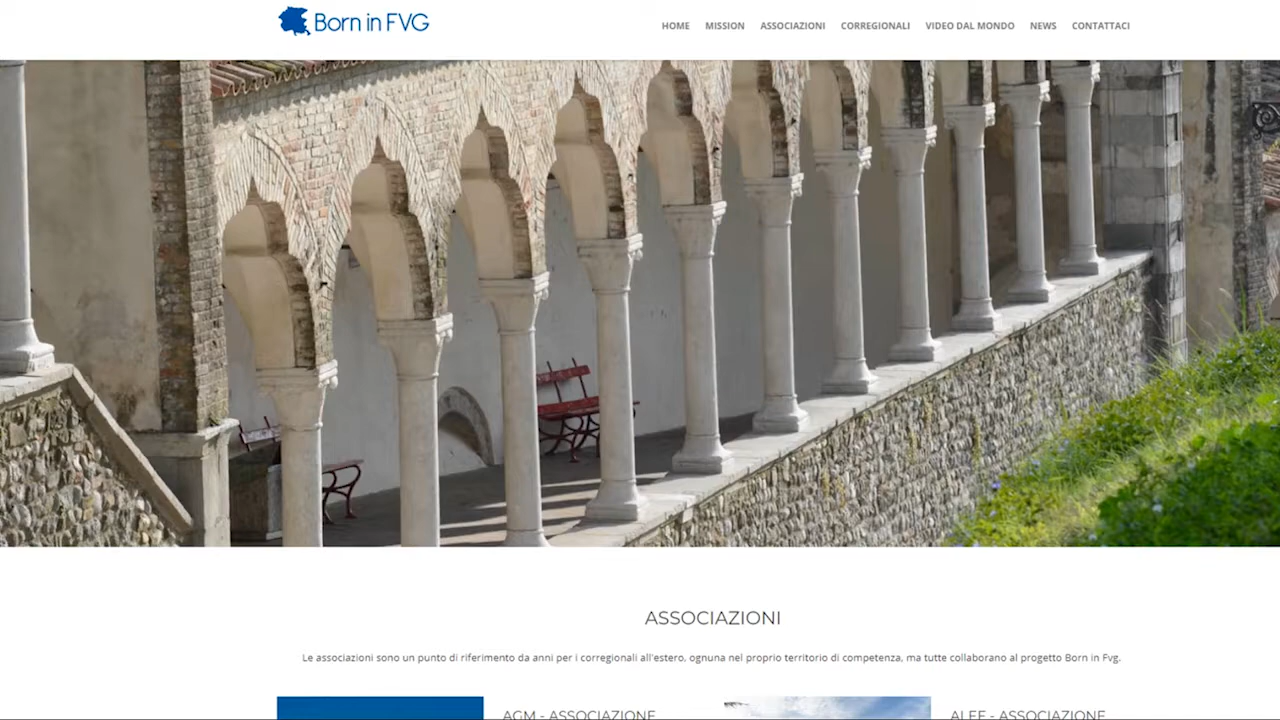 Born in FVG
HOME MISSION ASSOCIAZIONI CORREGIONALI VIDEO DAL MONDO NEWS CONTATTACI
ASSOCIAZIONI
Le associazioni sono un punto di riferimento da anni per i corregionali all'estero, ognuna nel proprio territorio di competenza, ma tutte collaborano al progetto Born in Fvg.
AGM - ASSOCIAZIONE
ALEF - ASSOCIAZIONE